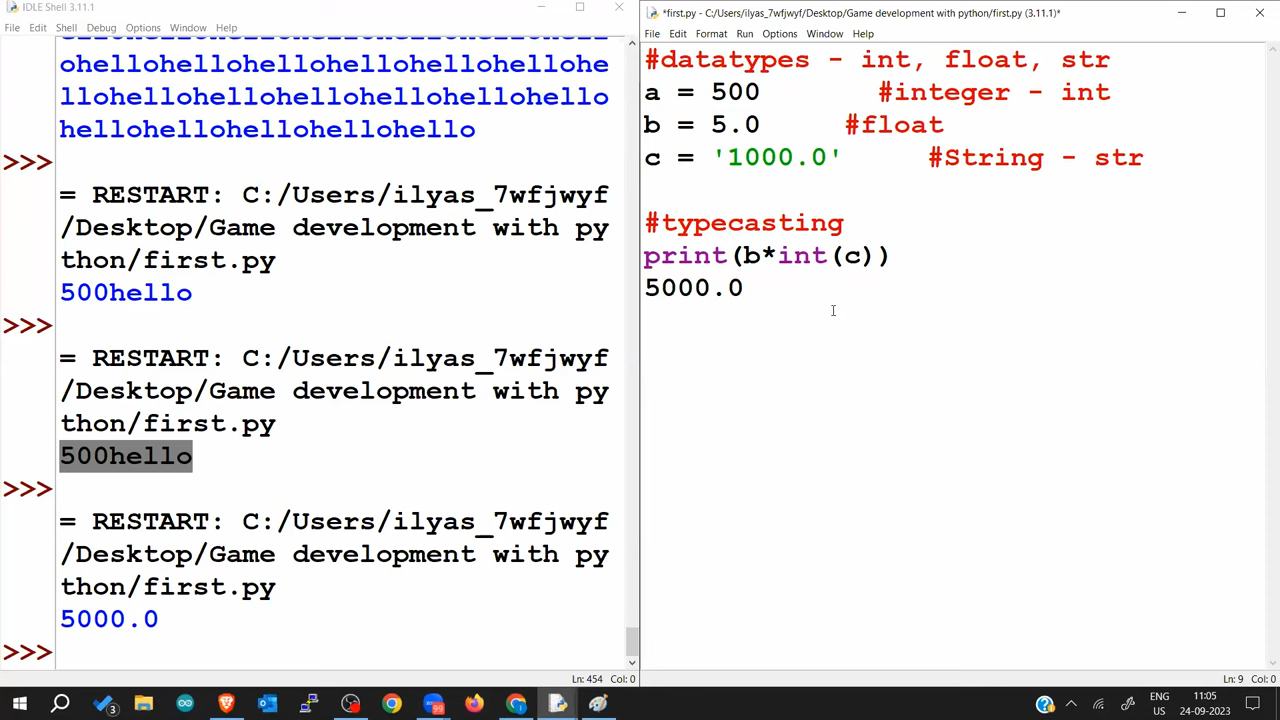 IDLE Shell 3.11.1
File Edit Shell Debug Options Window Help
ohellohellohellohellohellohellohe
llohellohellohellohellohellohello
hellohellohellohellohello
>>>
= RESTART: C:/Users/ilyas_7wfjwyf
/Desktop/Game development with py
thon/first.py
500hello
>>>
= RESTART: C:/Users/ilyas_7wfjwyf
/Desktop/Game development with py
thon/first.py
500hello
>>>
= RESTART: C:/Users/ilyas_7wfjwyf
/Desktop/Game development with py
thon/first.py
5000.0
>>>
Ln: 454 Col: 0
*first.py - C:/Users/ilyas_7wfjwyf/Desktop/Game development with python/first.py (3.11.1)*
File Edit Format Run Options Window Help
#datatypes - int, float, str
a = 500 #integer - int
b = 5.0 #float
c = '1000.0' #String - str
#typecasting
print(b*int(c))
5000.0
Ln: 9 Col: 0
3
99
ENG
US
11:05
24-09-2023